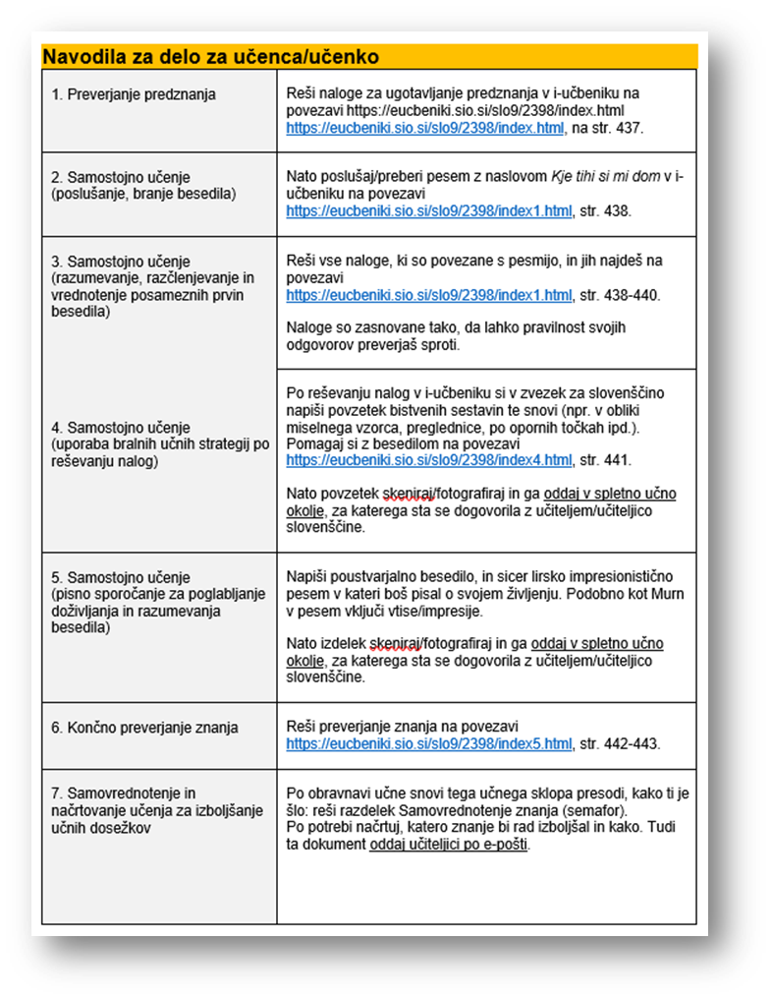 Navodila za delo za učenca/učenko
1. Preverjanje predznanja
Reši naloge za ugotavljanje predznanja v i-učbeniku na
povezavi https://eucbeniki.sio.si/slo9/2398/index.html
https://eucbeniki.sio.si/slo9/2398/index.html, na str. 437.
2. Samostojno učenje
(poslušanje, branje besedila)
Nato poslušaj/preberi pesem z naslovom Kje tihi si mi dom v i-
učbeniku na povezavi
https://eucbeniki.sio.si/slo9/2398/index1.html, str. 438.
3. Samostojno učenje
(razumevanje, razčlenjevanje in
vrednotenje posameznih prvin
besedila)
Reši vse naloge, ki so povezane s pesmijo, in jih najdeš na
povezavi
https://eucbeniki.sio.si/slo9/2398/index1.html, str. 438-440.
Naloge so zasnovane tako, da lahko pravilnost svojih
odgovorov preverjaš sproti.
4. Samostojno učenje
(uporaba bralnih učnih strategij po
reševanju nalog)
Po reševanju nalog v i-učbeniku si v zvezek za slovenščino
napiši povzetek bistvenih sestavin te snovi (npr. v obliki
miselnega vzorca, preglednice, po opornih točkah ipd.).
Pomagaj si z besedilom na povezavi
https://eucbeniki.sio.si/slo9/2398/index4.html, str. 441.
Nato povzetek skeniraj/fotografiraj in ga oddaj v spletno učno
okolje, za katerega sta se dogovorila z učiteljem/učiteljico
slovenščine.
5. Samostojno učenje
(pisno sporočanje za poglabljanje
doživljanja in razumevanja
besedila)
Napiši poustvarjalno besedilo, in sicer lirsko impresionistično
pesem v kateri boš pisal o svojem življenju. Podobno kot Murn
v pesem vključi vtise/impresije.
Nato izdelek skeniraj/fotografiraj in ga oddaj v spletno učno
okolje, za katerega sta se dogovorila z učiteljem/učiteljico
slovenščine.
6. Končno preverjanje znanja
Reši preverjanje znanja na povezavi
https://eucbeniki.sio.si/slo9/2398/index5.html, str. 442-443.
7. Samovrednotenje in
načrtovanje učenja za izboljšanje
učnih dosežkov
Po obravnavi učne snovi tega učnega sklopa presodi, kako ti je
šlo: reši razdelek Samovrednotenje znanja (semafor).
Po potrebi načrtuj, katero znanje bi rad izboljšal in kako. Tudi
ta dokument oddaj učiteljici po e-pošti.